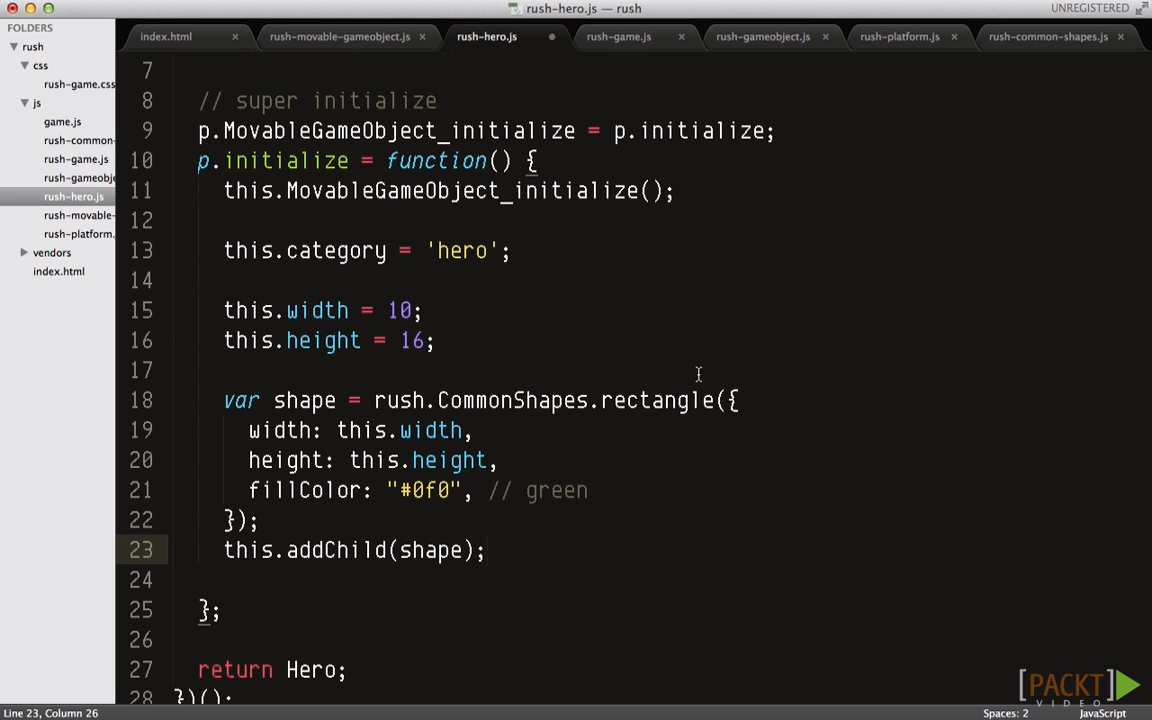 rush-hero.js — rush
UNREGISTERED
FOLDERS
rush
css
rush-game.css
js
game.js
rush-common-
rush-game.js
rush-gameobje
rush-hero.js
rush-movable-
rush-platform.
vendors
index.html
index.html × rush-movable-gameobject.js × rush-hero.js rush-game.js × rush-gameobject.js × rush-platform.js × rush-common-shapes.js ×
7
8 // super initialize
9 p.MovableGameObject_initialize = p.initialize;
10 p.initialize = function() {
11 this.MovableGameObject_initialize();
12
13 this.category = 'hero';
14
15 this.width = 10;
16 this.height = 16;
17
18 var shape = rush.CommonShapes.rectangle({
19 width: this.width,
20 height: this.height,
21 fillColor: "#0f0", // green
22 });
23 this.addChild(shape);
24
25 };
26
27 return Hero;
28 })();
[PACKT]
VIDEO
Line 23, Column 26
Spaces: 2
JavaScript